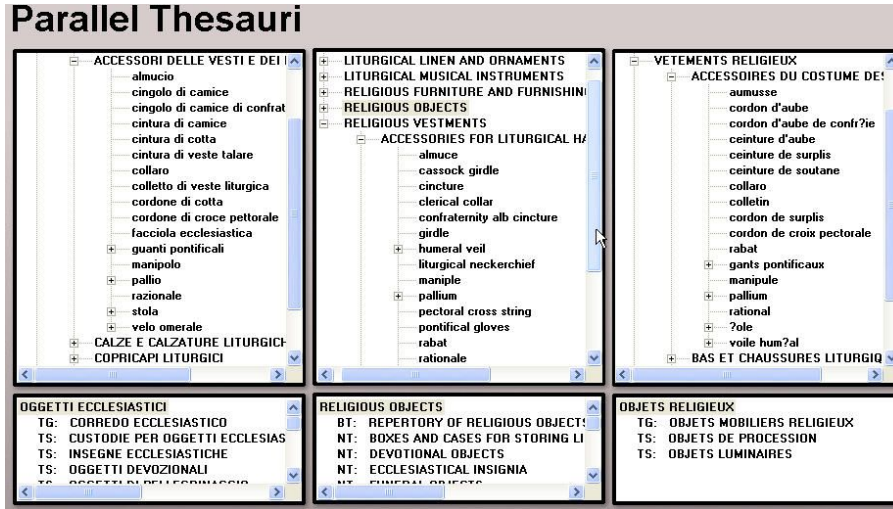 Parallel Thesauri
ACCESSORI DELLE VESTI E DEI
almucio
cingolo di camice
cingolo di camice di confrat
cintura di camice
cintura di cotta
cintura di veste talare
collaro
colletto di veste liturgica
cordone di cotta
cordone di croce pettorale
facciola ecclesiastica
guanti pontificali
manipolo
pallio
razionale
stola
velo omerale
CALZE E CALZATURE LITURGICH
COPRICAPI LITURGICI
LITURGICAL LINEN AND ORNAMENTS
LITURGICAL MUSICAL INSTRUMENTS
RELIGIOUS FURNITURE AND FURNISHIN
RELIGIOUS OBJECTS
RELIGIOUS VESTMENTS
ACCESSORIES FOR LITURGICAL HA
almuce
cassock girdle
cincture
clerical collar
confraternity alb cincture
girdle
humeral veil
liturgical neckerchief
maniple
pallium
pectoral cross string
pontifical gloves
rabat
rationale
VETEMENTS RELIGIEUX
ACCESSOIRES DU COSTUME DES
aumusse
cordon d'aube
cordon d'aube de confr?ie
ceinture d'aube
ceinture de surplis
ceinture de soutane
collaro
colletin
cordon de surplis
cordon de croix pectorale
rabat
gants pontificaux
manipule
pallium
rational
?ole
voile hum?al
BAS ET CHAUSSURES LITURGIQ
OGGETTI ECCLESIASTICI
TG: CORREDO ECCLESIASTICO
TS: CUSTODIE PER OGGETTI ECCLESIAS
TS: INSEGNE ECCLESIASTICHE
TS: OGGETTI DEVOZIONALI
TS: OGGETTI DI PELLEGRINAGGIO
RELIGIOUS OBJECTS
BT: REPERTORY OF RELIGIOUS OBJECTS
NT: BOXES AND CASES FOR STORING LI
NT: DEVOTIONAL OBJECTS
NT: ECCLESIASTICAL INSIGNIA
NT: FUNERAL OBJECTS
OBJETS RELIGIEUX
TG: OBJETS MOBILIERS RELIGIEUX
TS: OBJETS DE PROCESSION
TS: OBJETS LUMINAIRES